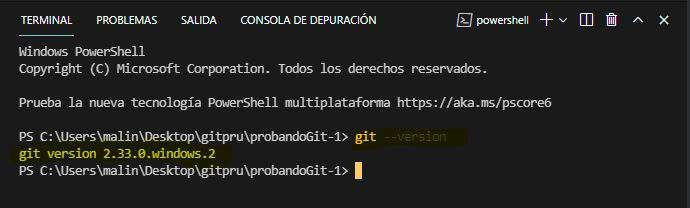 TERMINAL PROBLEMAS SALIDA CONSOLA DE DEPURACIÓN powershell
Windows PowerShell
Copyright (C) Microsoft Corporation. Todos los derechos reservados.
Prueba la nueva tecnología PowerShell multiplataforma https://aka.ms/pscore6
PS C:\Users\malin\Desktop\gitpru\probandoGit-1> git --version
git version 2.33.0.windows.2
PS C:\Users\malin\Desktop\gitpru\probandoGit-1>